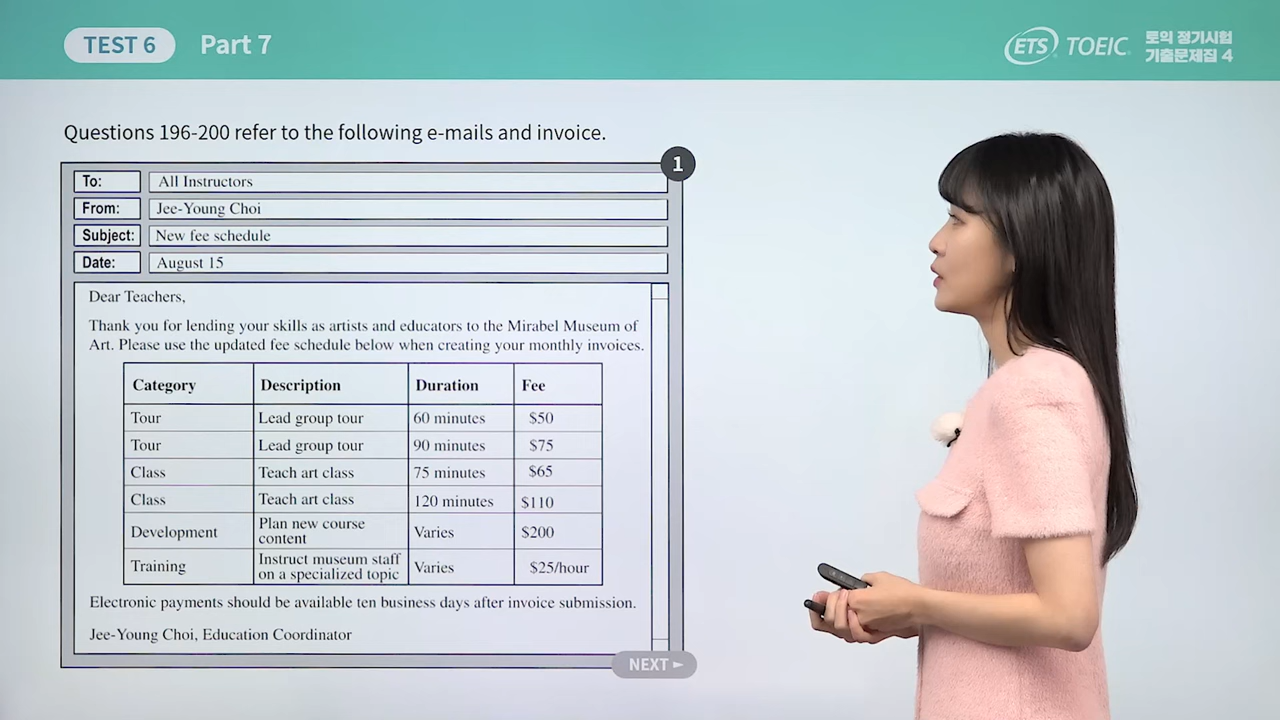 TEST 6 Part 7
ETS TOEIC 토익 정기시험
기출문제집 4
Questions 196-200 refer to the following e-mails and invoice.
1
To: All Instructors
From: Jee-Young Choi
Subject: New fee schedule
Date: August 15
Dear Teachers,
Thank you for lending your skills as artists and educators to the Mirabel Museum of
Art. Please use the updated fee schedule below when creating your monthly invoices.
Category Description Duration Fee
Tour Lead group tour 60 minutes $50
Tour Lead group tour 90 minutes $75
Class Teach art class 75 minutes $65
Class Teach art class 120 minutes $110
Development Plan new course content Varies $200
Training Instruct museum staff on a specialized topic Varies $25/hour
Electronic payments should be available ten business days after invoice submission.
Jee-Young Choi, Education Coordinator
NEXT ►